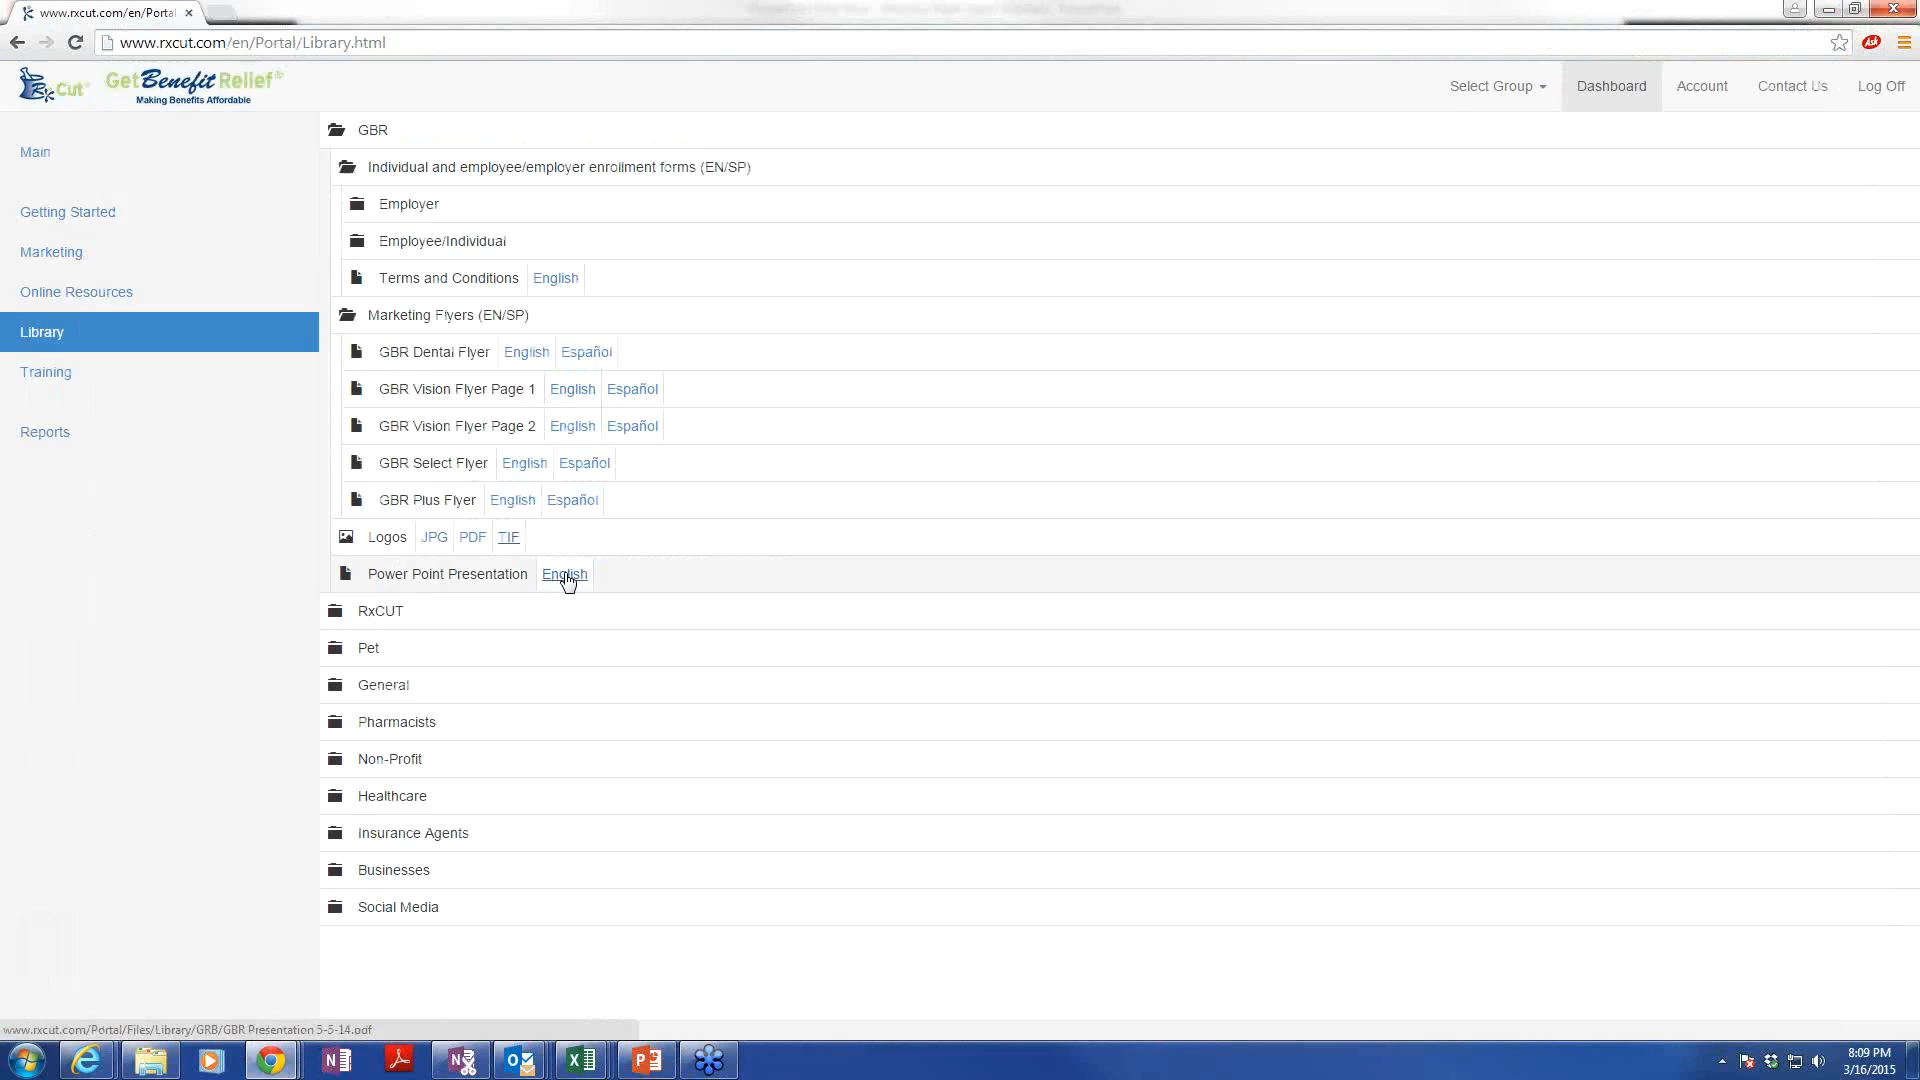 www.rxcut.com/en/Porta
www.rxcut.com/en/Portal/Library.html
Ask
Rx Cut® Get Benefit Relief®
Making Benefits Affordable
Select Group Dashboard Account Contact Us Log Off
Main
Getting Started
Marketing
Online Resources
Library
Training
Reports
GBR
Individual and employee/employer enrollment forms (EN/SP)
Employer
Employee/Individual
Terms and Conditions English
Marketing Flyers (EN/SP)
GBR Dental Flyer English Español
GBR Vision Flyer Page 1 English Español
GBR Vision Flyer Page 2 English Español
GBR Select Flyer English Español
GBR Plus Flyer English Español
Logos JPG PDF TIF
Power Point Presentation English
RxCUT
Pet
General
Pharmacists
Non-Profit
Healthcare
Insurance Agents
Businesses
Social Media
www.rxcut.com/Portal/Files/Library/GRB/GBR Presentation 5-5-14.pdf
8:09 PM
3/16/2015